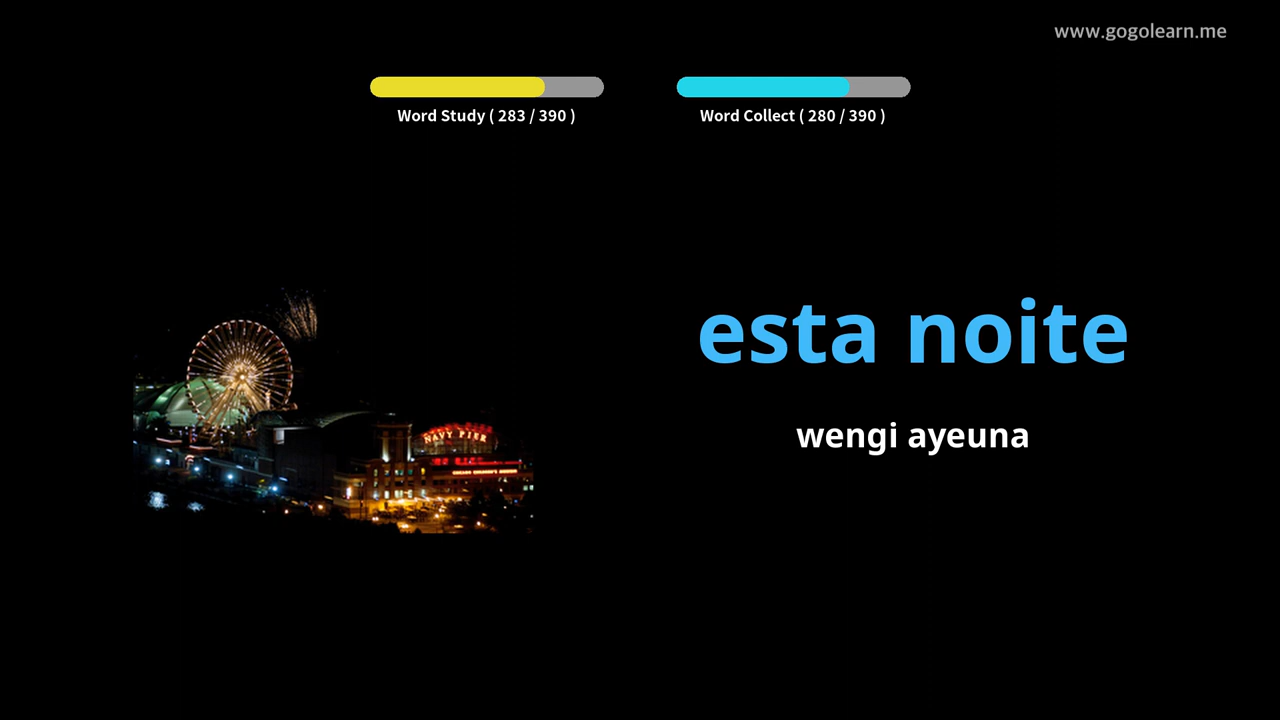 www.gogolearn.me
Word Study ( 283 / 390 )
Word Collect ( 280 / 390 )
esta noite
wengi ayeuna
NAVY PIER